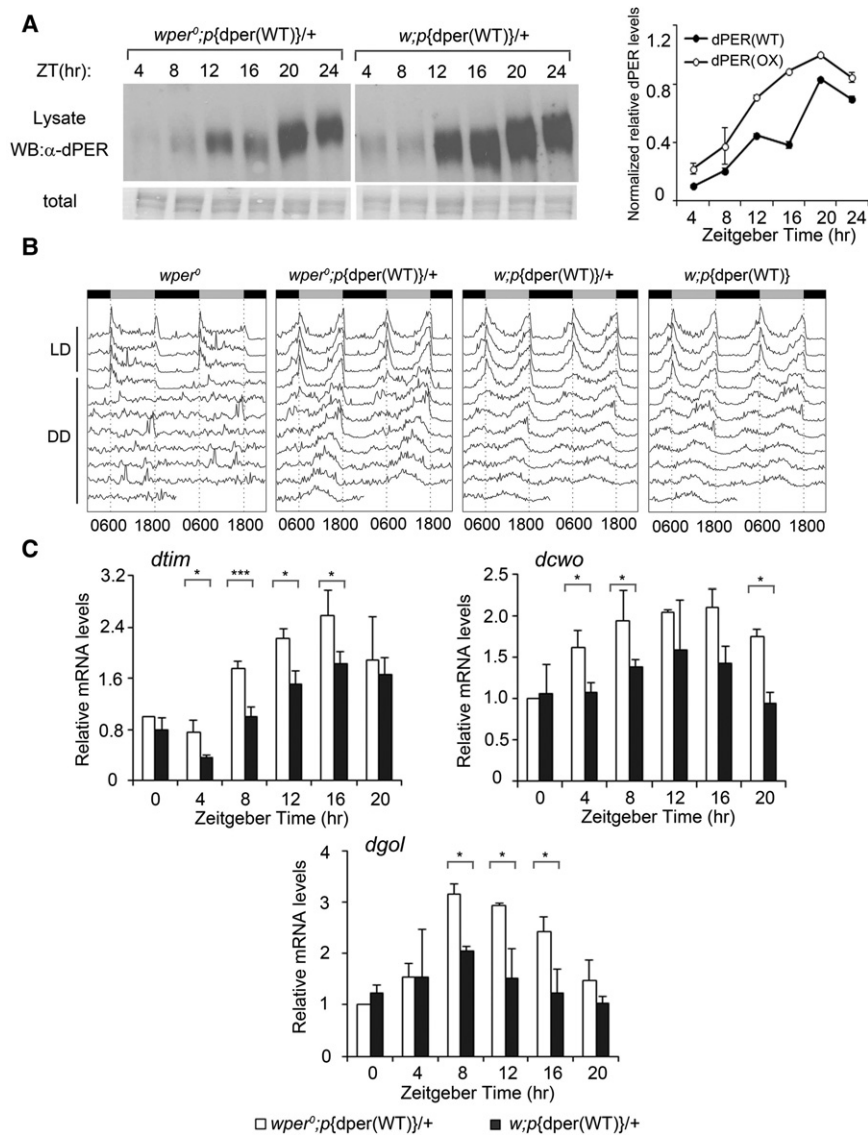 A
wper⁰;p{dper(WT)}/+ w;p{dper(WT)}/+
ZT(hr): 4 8 12 16 20 24 4 8 12 16 20 24
Lysate
WB:α-dPER
total
Normalized relative dPER levels
1.2
0.8
0.4
0
dPER(WT)
dPER(OX)
4 8 12 16 20 24
Zeitgeber Time (hr)
B
wper⁰ wper⁰;p{dper(WT)}/+ w;p{dper(WT)}/+ w;p{dper(WT)}
LD
DD
0600 1800 0600 1800 0600 1800 0600 1800 0600 1800 0600 1800 0600 1800 0600 1800
C
dtim
Relative mRNA levels
3.2
2.4
1.6
0.8
0
* *** * *
0 4 8 12 16 20
Zeitgeber Time (hr)
dcwo
Relative mRNA levels
2.5
2.0
1.5
1.0
0.5
0.0
* * *
0 4 8 12 16 20
Zeitgeber Time (hr)
dgol
Relative mRNA levels
4
3
2
1
0
* * *
0 4 8 12 16 20
Zeitgeber Time (hr)
wper⁰;p{dper(WT)}/+ w;p{dper(WT)}/+